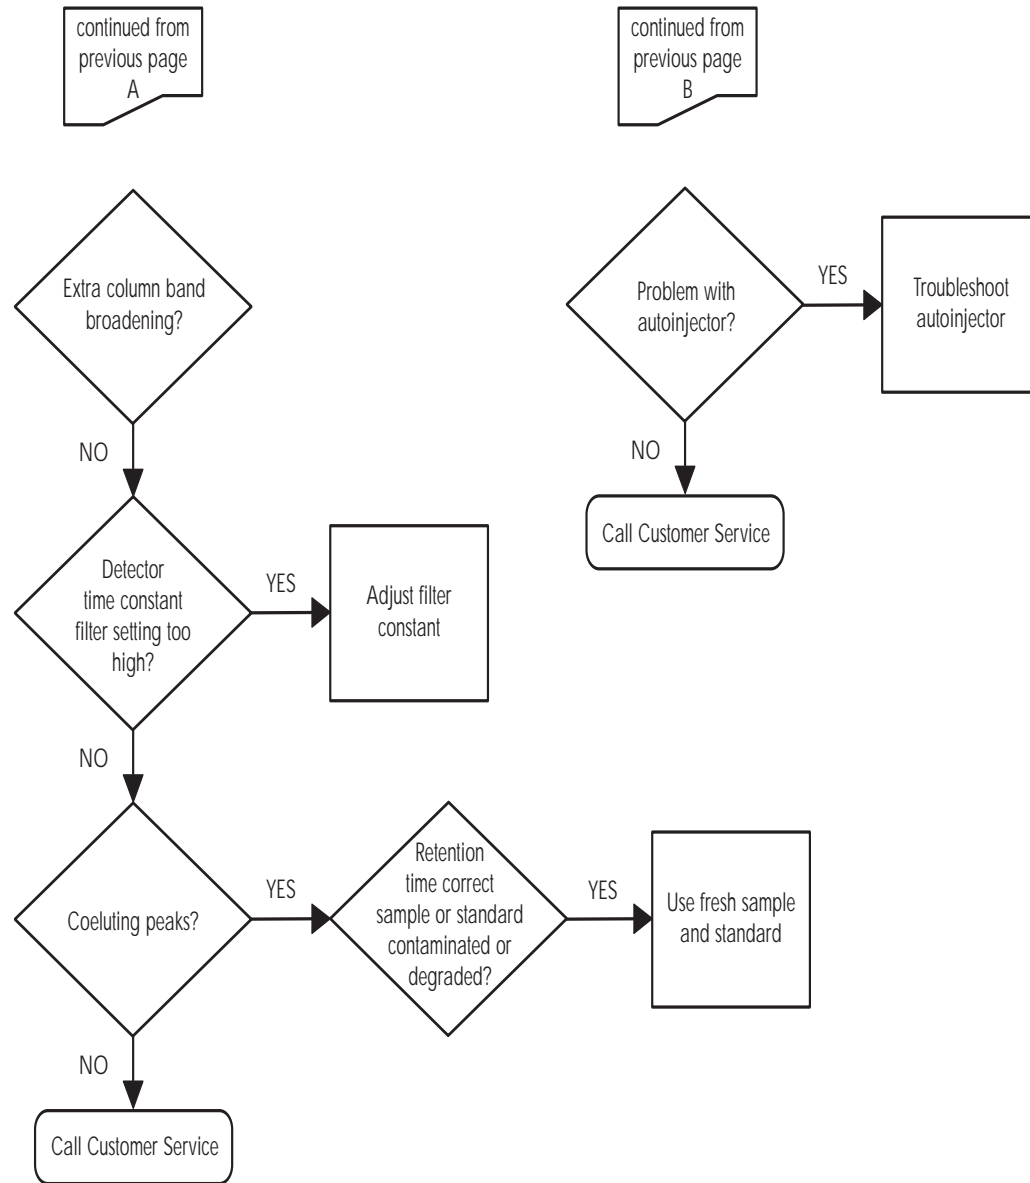 continued from
previous page
A
continued from
previous page
B
Extra column band
broadening?
Problem with
autoinjector?
YES
Troubleshoot
autoinjector
NO
NO
Call Customer Service
Detector
time constant
filter setting too
high?
YES
Adjust filter
constant
NO
Coeluting peaks?
YES
Retention
time correct
sample or standard
contaminated or
degraded?
YES
Use fresh sample
and standard
NO
Call Customer Service